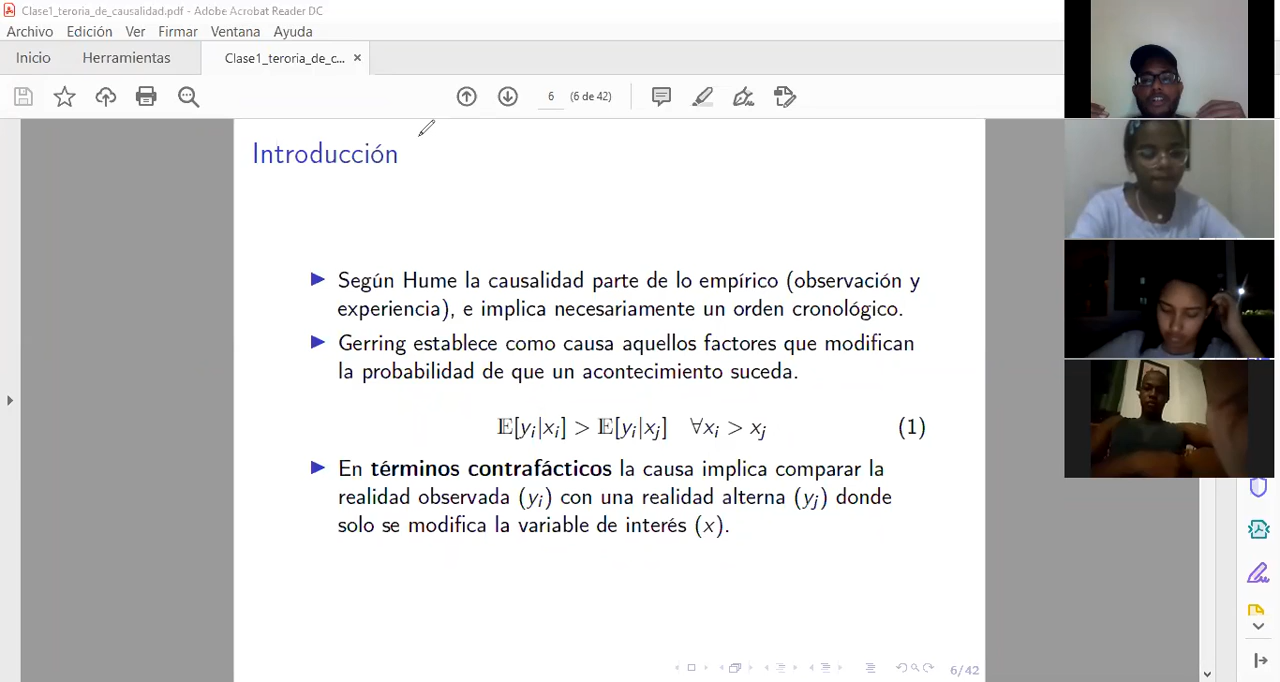 Clase1_teroria_de_causalidad.pdf - Adobe Acrobat Reader DC
Archivo Edición Ver Firmar Ventana Ayuda
Inicio Herramientas Clase1_teroria_de_c... ×
6 (6 de 42)
Introducción
Según Hume la causalidad parte de lo empírico (observación y
experiencia), e implica necesariamente un orden cronológico.
Gerring establece como causa aquellos factores que modifican
la probabilidad de que un acontecimiento suceda.
𝔼[yᵢ|xᵢ] > 𝔼[yᵢ|xⱼ] ∀xᵢ > xⱼ (1)
En términos contrafácticos la causa implica comparar la
realidad observada (yᵢ) con una realidad alterna (yⱼ) donde
solo se modifica la variable de interés (x).
6/42